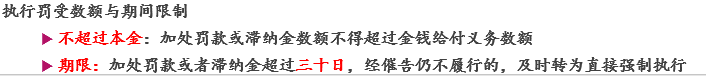 执行罚受数额与期间限制
不超过本金：加处罚款或滞纳金数额不得超过金钱给付义务数额
期限：加处罚款或者滞纳金超过三十日，经催告仍不履行的，及时转为直接强制执行